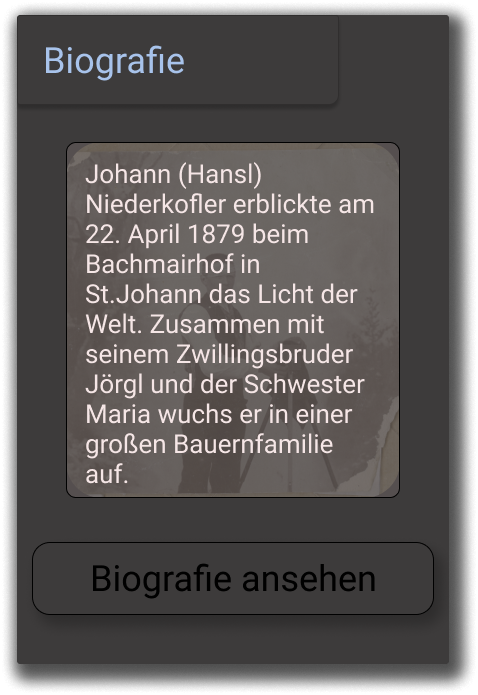 Biografie
Johann (Hansl)
Niederkofler erblickte am
22. April 1879 beim
Bachmairhof in
St.Johann das Licht der
Welt. Zusammen mit
seinem Zwillingsbruder
Jörgl und der Schwester
Maria wuchs er in einer
großen Bauernfamilie
auf.
Biografie ansehen